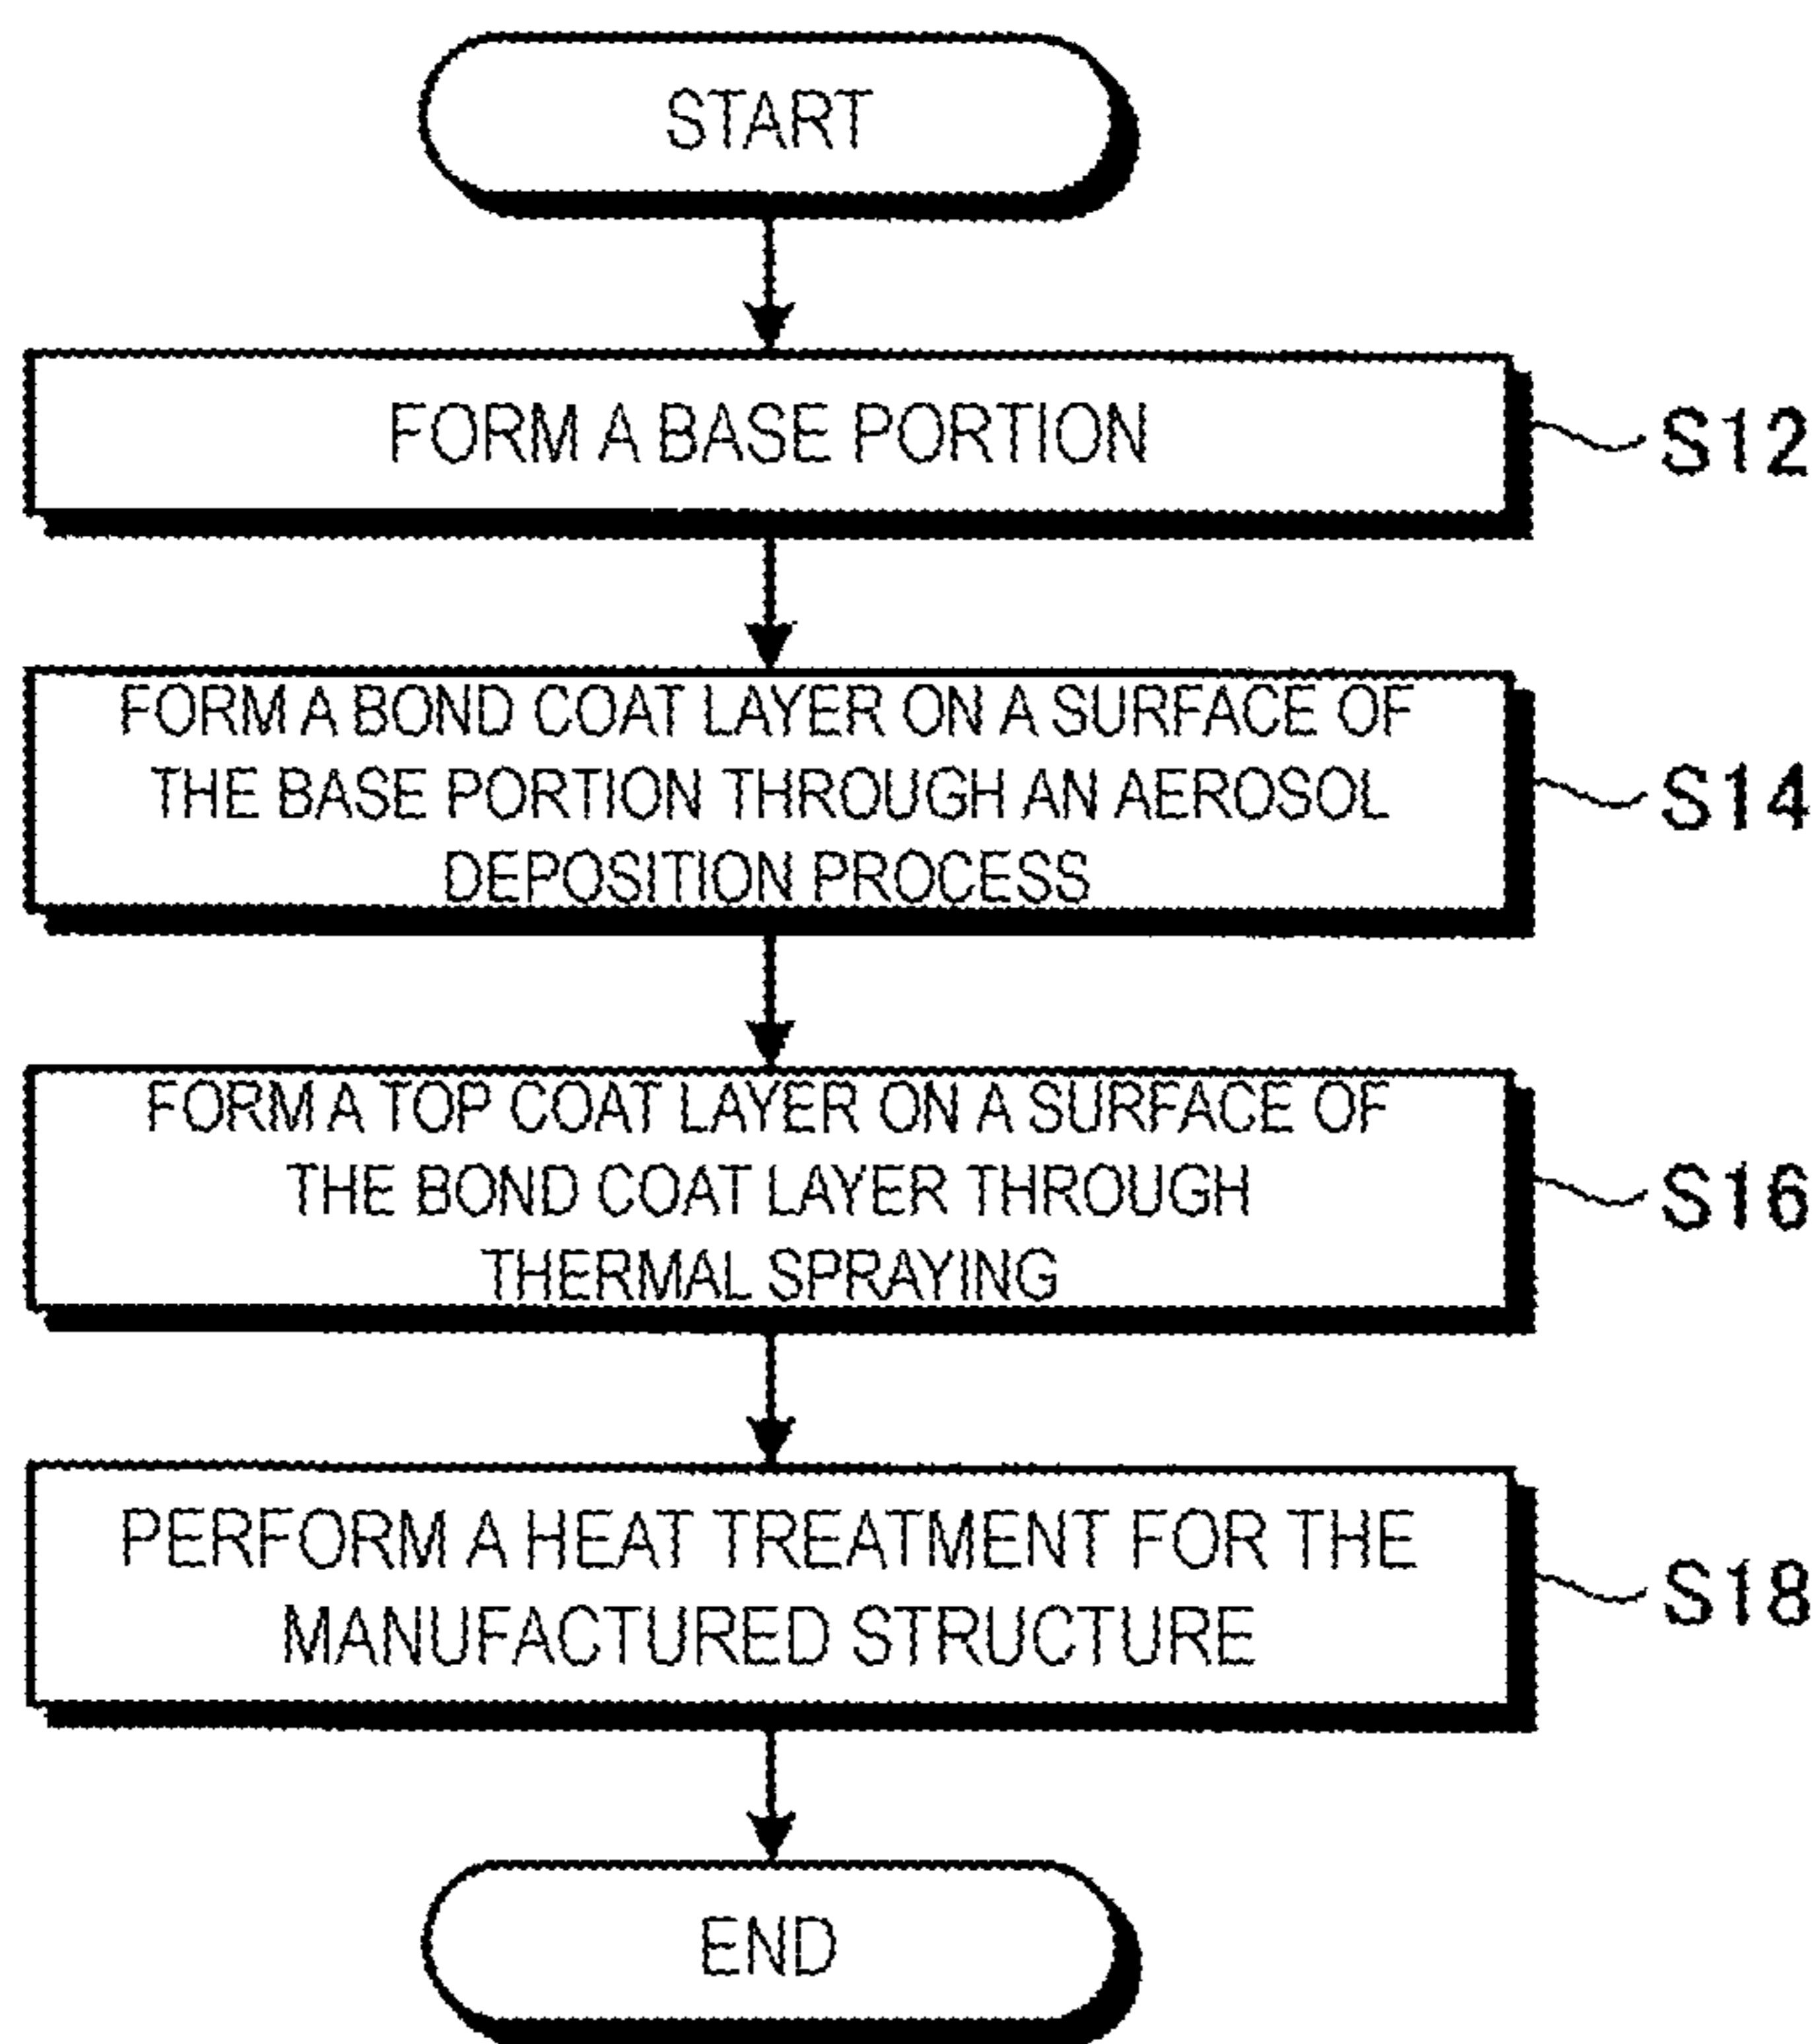 START
FORM A BASE PORTION
S12
FORM A BOND COAT LAYER ON A SURFACE OF
THE BASE PORTION THROUGH AN AEROSOL
DEPOSITION PROCESS
S14
FORM A TOP COAT LAYER ON A SURFACE OF
THE BOND COAT LAYER THROUGH
THERMAL SPRAYING
S16
PERFORM A HEAT TREATMENT FOR THE
MANUFACTURED STRUCTURE
S18
END